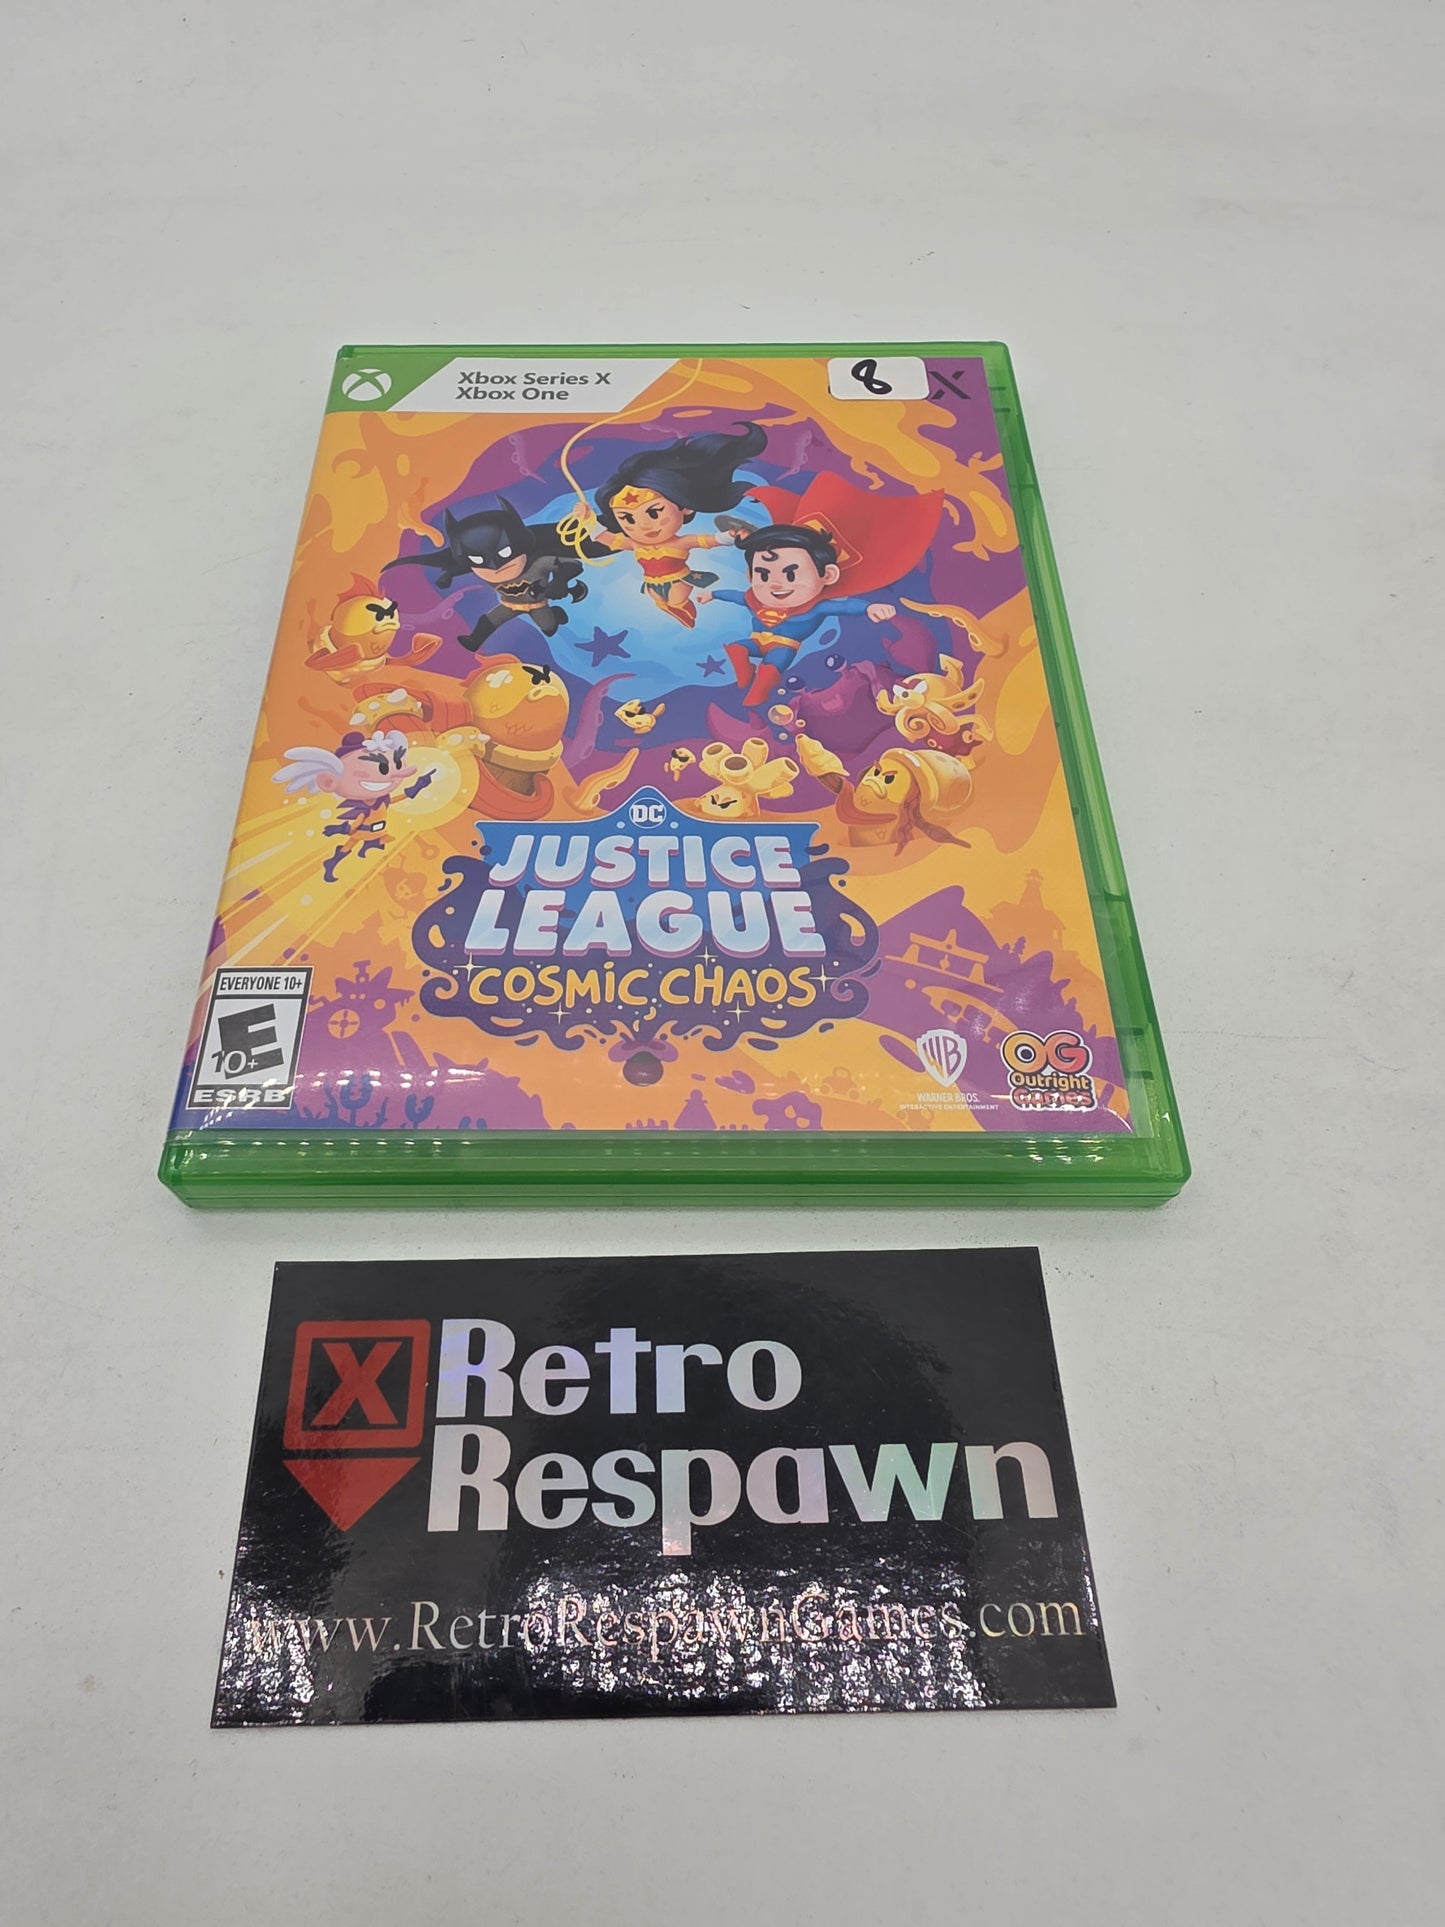 Xbox Series X
Xbox One
8
X
DC
JUSTICE
LEAGUE
COSMIC CHAOS
EVERYONE 10+
E
10+
ESRB
WB
WARNER BROS.
INTERACTIVE ENTERTAINMENT
OG
Outright
GAMES
X
Retro
Respawn
www.RetroRespawnGames.com